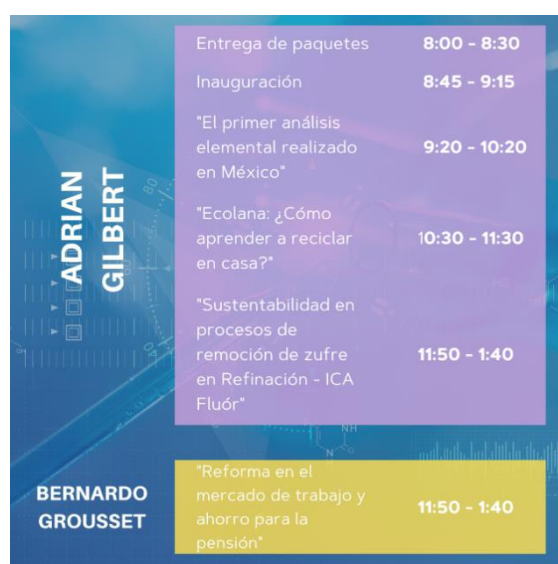 ADRIAN
GILBERT
Entrega de paquetes 8:00 - 8:30
Inauguración 8:45 - 9:15
"El primer análisis
elemental realizado 9:20 - 10:20
en México"
"Ecolana: ¿Cómo
aprender a reciclar 10:30 - 11:30
en casa?"
"Sustentabilidad en
procesos de
remoción de zufre 11:50 - 1:40
en Refinación - ICA
Fluór"
NH
N
BERNARDO
GROUSSET
"Reforma en el
mercado de trabajo y
ahorro para la 11:50 - 1:40
pensión"